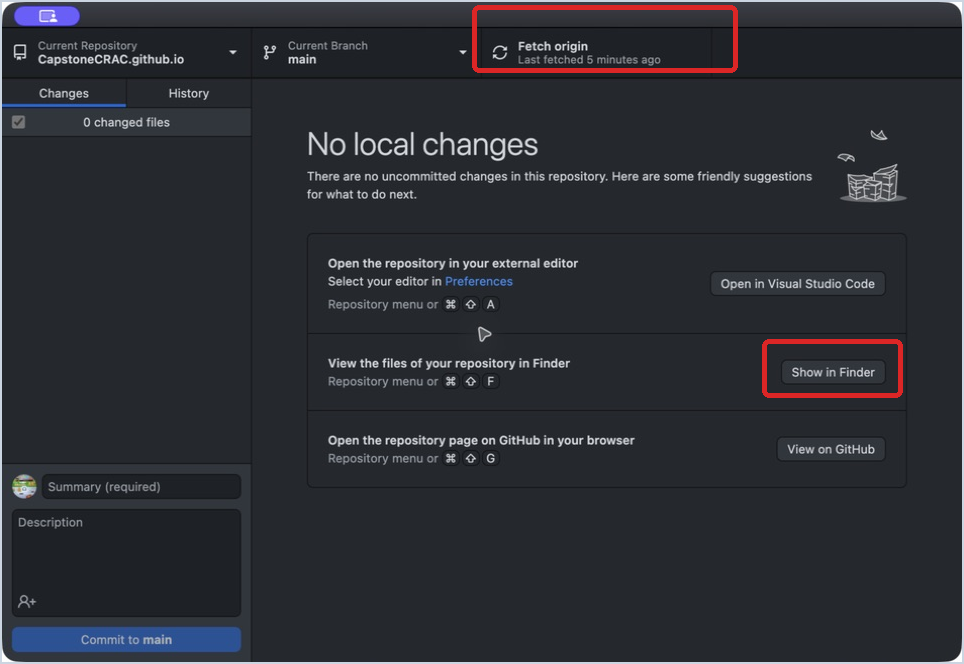 Current Repository
CapstoneCRAC.github.io
Current Branch
main
Fetch origin
Last fetched 5 minutes ago
Changes
History
0 changed files
No local changes
There are no uncommitted changes in this repository. Here are some friendly suggestions
for what to do next.
Open the repository in your external editor
Select your editor in Preferences
Repository menu or ⌘ ⇧ A
Open in Visual Studio Code
View the files of your repository in Finder
Repository menu or ⌘ ⇧ F
Show in Finder
Open the repository page on GitHub in your browser
Repository menu or ⌘ ⇧ G
View on GitHub
Summary (required)
Description
Commit to main